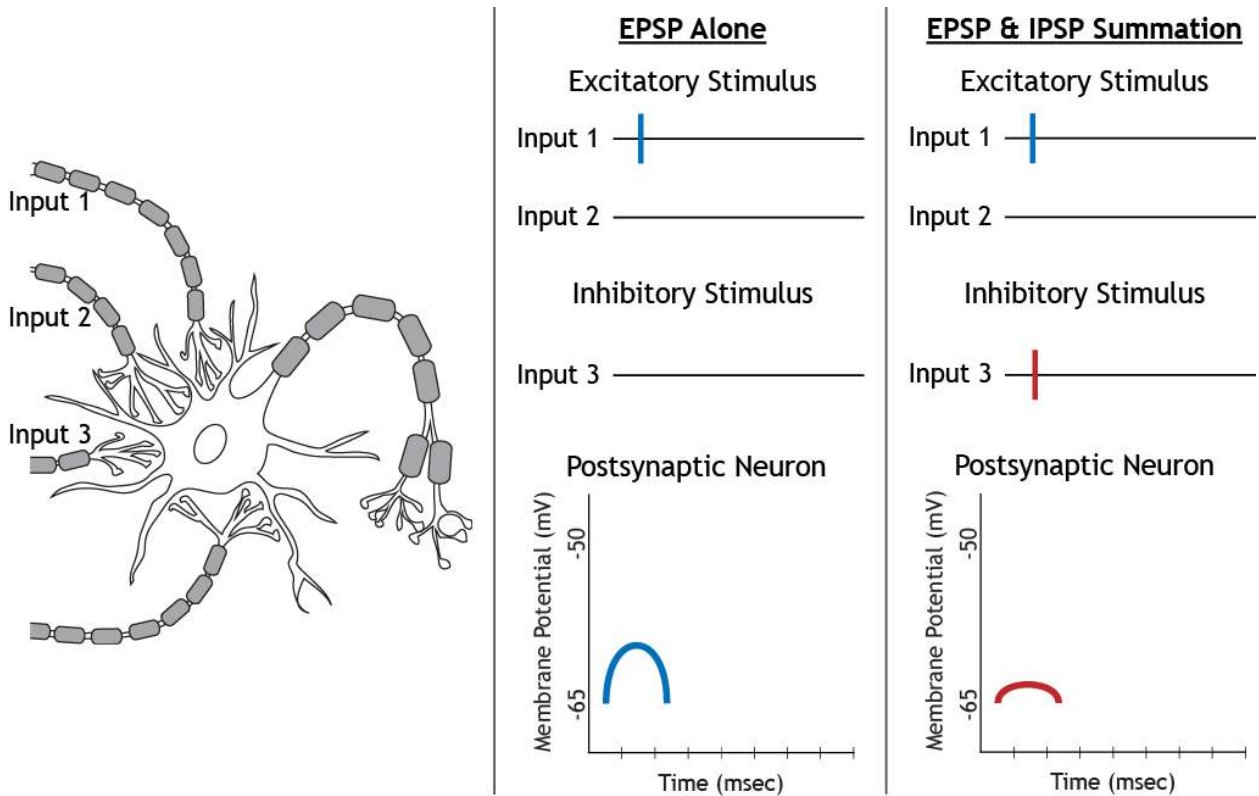 Input 1
Input 2
Input 3
EPSP Alone
Excitatory Stimulus
Input 1
Input 2
Inhibitory Stimulus
Input 3
Postsynaptic Neuron
Membrane Potential (mV)
-50
-65
Time (msec)
EPSP & IPSP Summation
Excitatory Stimulus
Input 1
Input 2
Inhibitory Stimulus
Input 3
Postsynaptic Neuron
Membrane Potential (mV)
-50
-65
Time (msec)